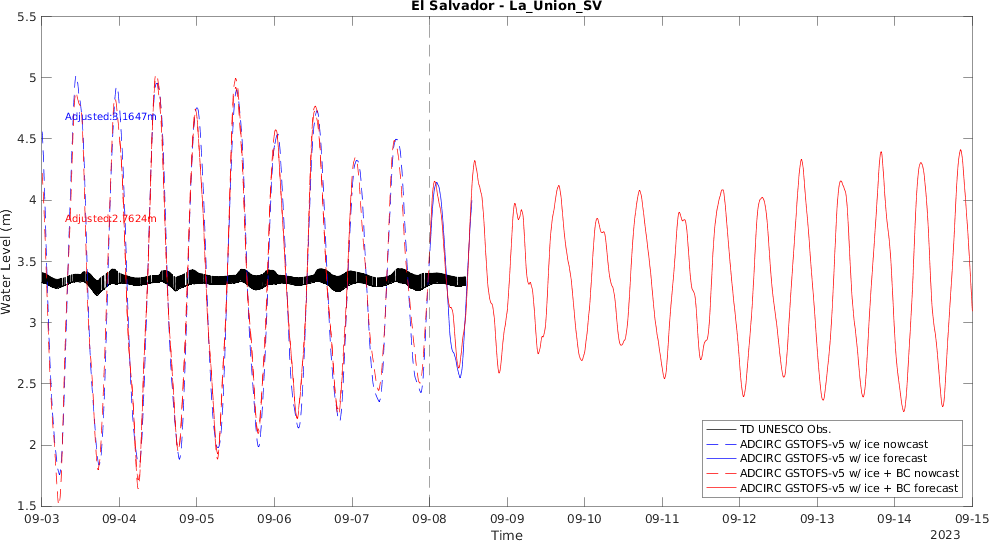 El Salvador - La_Union_SV
5.5
5
4.5
4
3.5
3
2.5
2
1.5
Water Level (m)
Adjusted:3.1647m
Adjusted:2.7624m
TD UNESCO Obs.
ADCIRC GSTOFS-v5 w/ ice nowcast
ADCIRC GSTOFS-v5 w/ ice forecast
ADCIRC GSTOFS-v5 w/ ice + BC nowcast
ADCIRC GSTOFS-v5 w/ ice + BC forecast
09-03 09-04 09-05 09-06 09-07 09-08 09-09 09-10 09-11 09-12 09-13 09-14 09-15
Time
2023